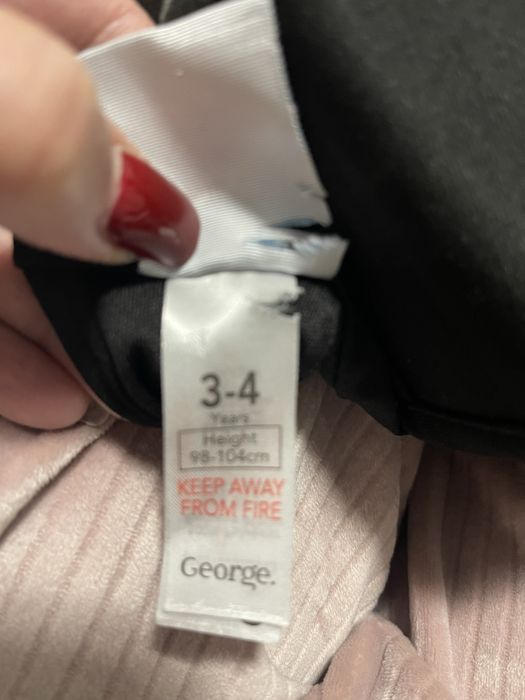 3-4
Years
Height
98-104cm
KEEP AWAY
FROM FIRE
George.